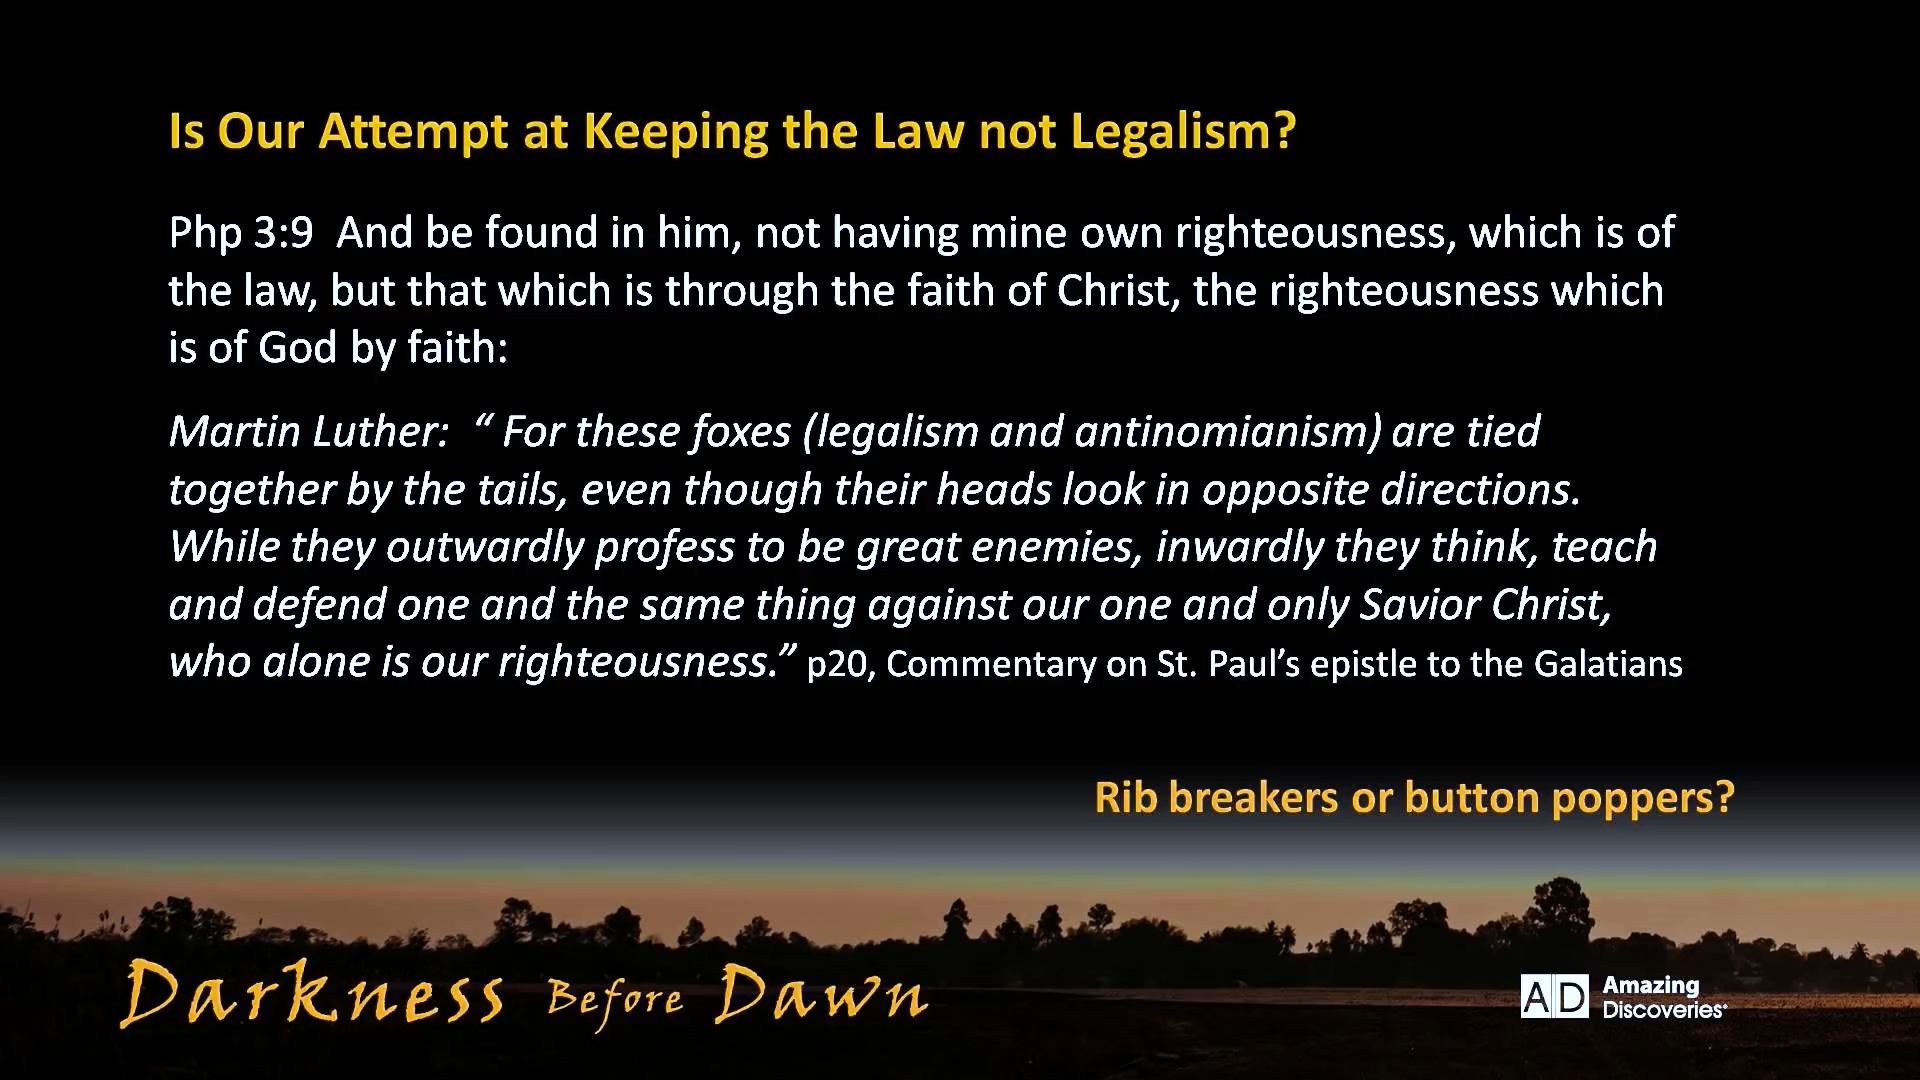 Is Our Attempt at Keeping the Law not Legalism?
Php 3:9  And be found in him, not having mine own righteousness, which is of
the law, but that which is through the faith of Christ, the righteousness which
is of God by faith:
Martin Luther:  “ For these foxes (legalism and antinomianism) are tied
together by the tails, even though their heads look in opposite directions.
While they outwardly profess to be great enemies, inwardly they think, teach
and defend one and the same thing against our one and only Savior Christ,
who alone is our righteousness.” p20, Commentary on St. Paul’s epistle to the Galatians
Rib breakers or button poppers?
Darkness Before Dawn
AD Amazing
Discoveries